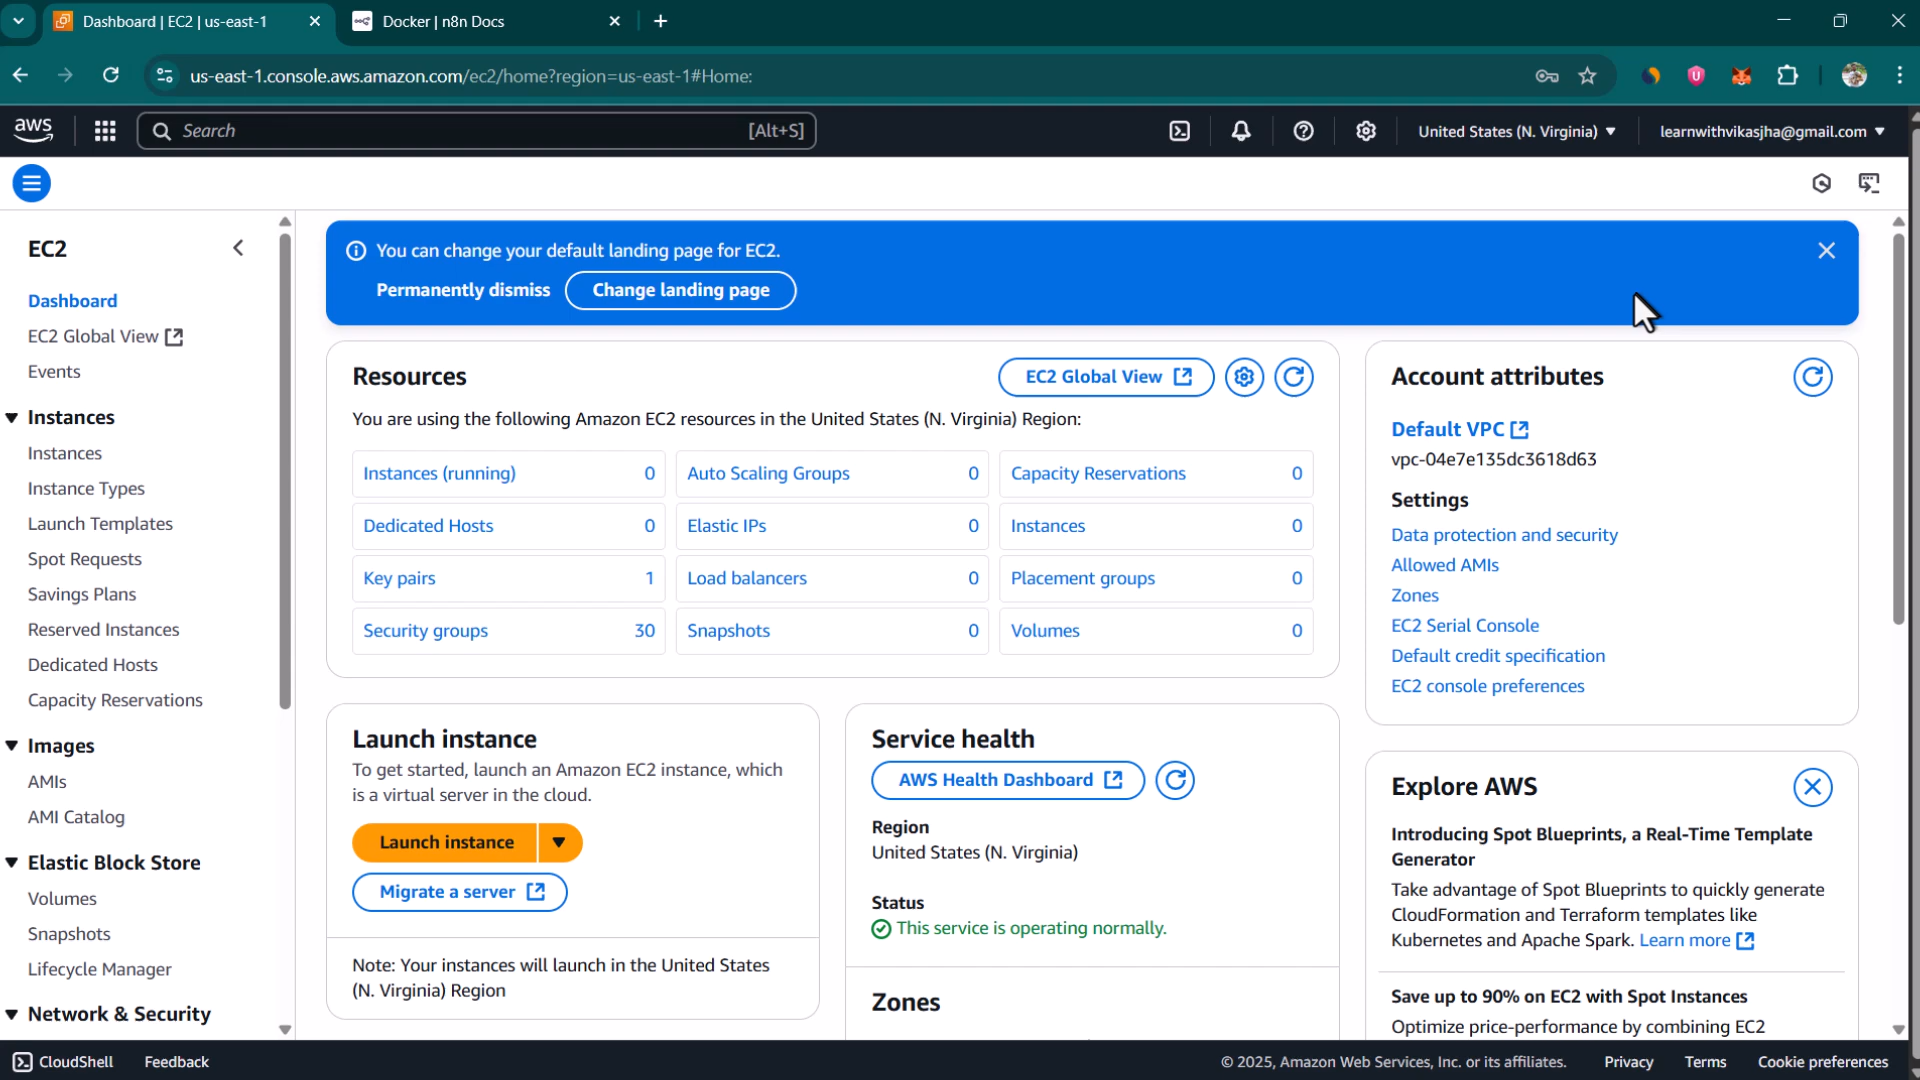 Dashboard | EC2 | us-east-1
Docker | n8n Docs
us-east-1.console.aws.amazon.com/ec2/home?region=us-east-1#Home:
aws
Search
[Alt+S]
United States (N. Virginia)
learnwithvikasjha@gmail.com
EC2
Dashboard
EC2 Global View
Events
Instances
Instances
Instance Types
Launch Templates
Spot Requests
Savings Plans
Reserved Instances
Dedicated Hosts
Capacity Reservations
Images
AMIs
AMI Catalog
Elastic Block Store
Volumes
Snapshots
Lifecycle Manager
Network & Security
You can change your default landing page for EC2.
Permanently dismiss
Change landing page
Resources
EC2 Global View
You are using the following Amazon EC2 resources in the United States (N. Virginia) Region:
Instances (running) 0
Auto Scaling Groups 0
Capacity Reservations 0
Dedicated Hosts 0
Elastic IPs 0
Instances 0
Key pairs 1
Load balancers 0
Placement groups 0
Security groups 30
Snapshots 0
Volumes 0
Launch instance
To get started, launch an Amazon EC2 instance, which
is a virtual server in the cloud.
Launch instance
Migrate a server
Note: Your instances will launch in the United States
(N. Virginia) Region
Service health
AWS Health Dashboard
Region
United States (N. Virginia)
Status
This service is operating normally.
Zones
Account attributes
Default VPC
vpc-04e7e135dc3618d63
Settings
Data protection and security
Allowed AMIs
Zones
EC2 Serial Console
Default credit specification
EC2 console preferences
Explore AWS
Introducing Spot Blueprints, a Real-Time Template
Generator
Take advantage of Spot Blueprints to quickly generate
CloudFormation and Terraform templates like
Kubernetes and Apache Spark. Learn more
Save up to 90% on EC2 with Spot Instances
Optimize price-performance by combining EC2
CloudShell
Feedback
© 2025, Amazon Web Services, Inc. or its affiliates.
Privacy
Terms
Cookie preferences